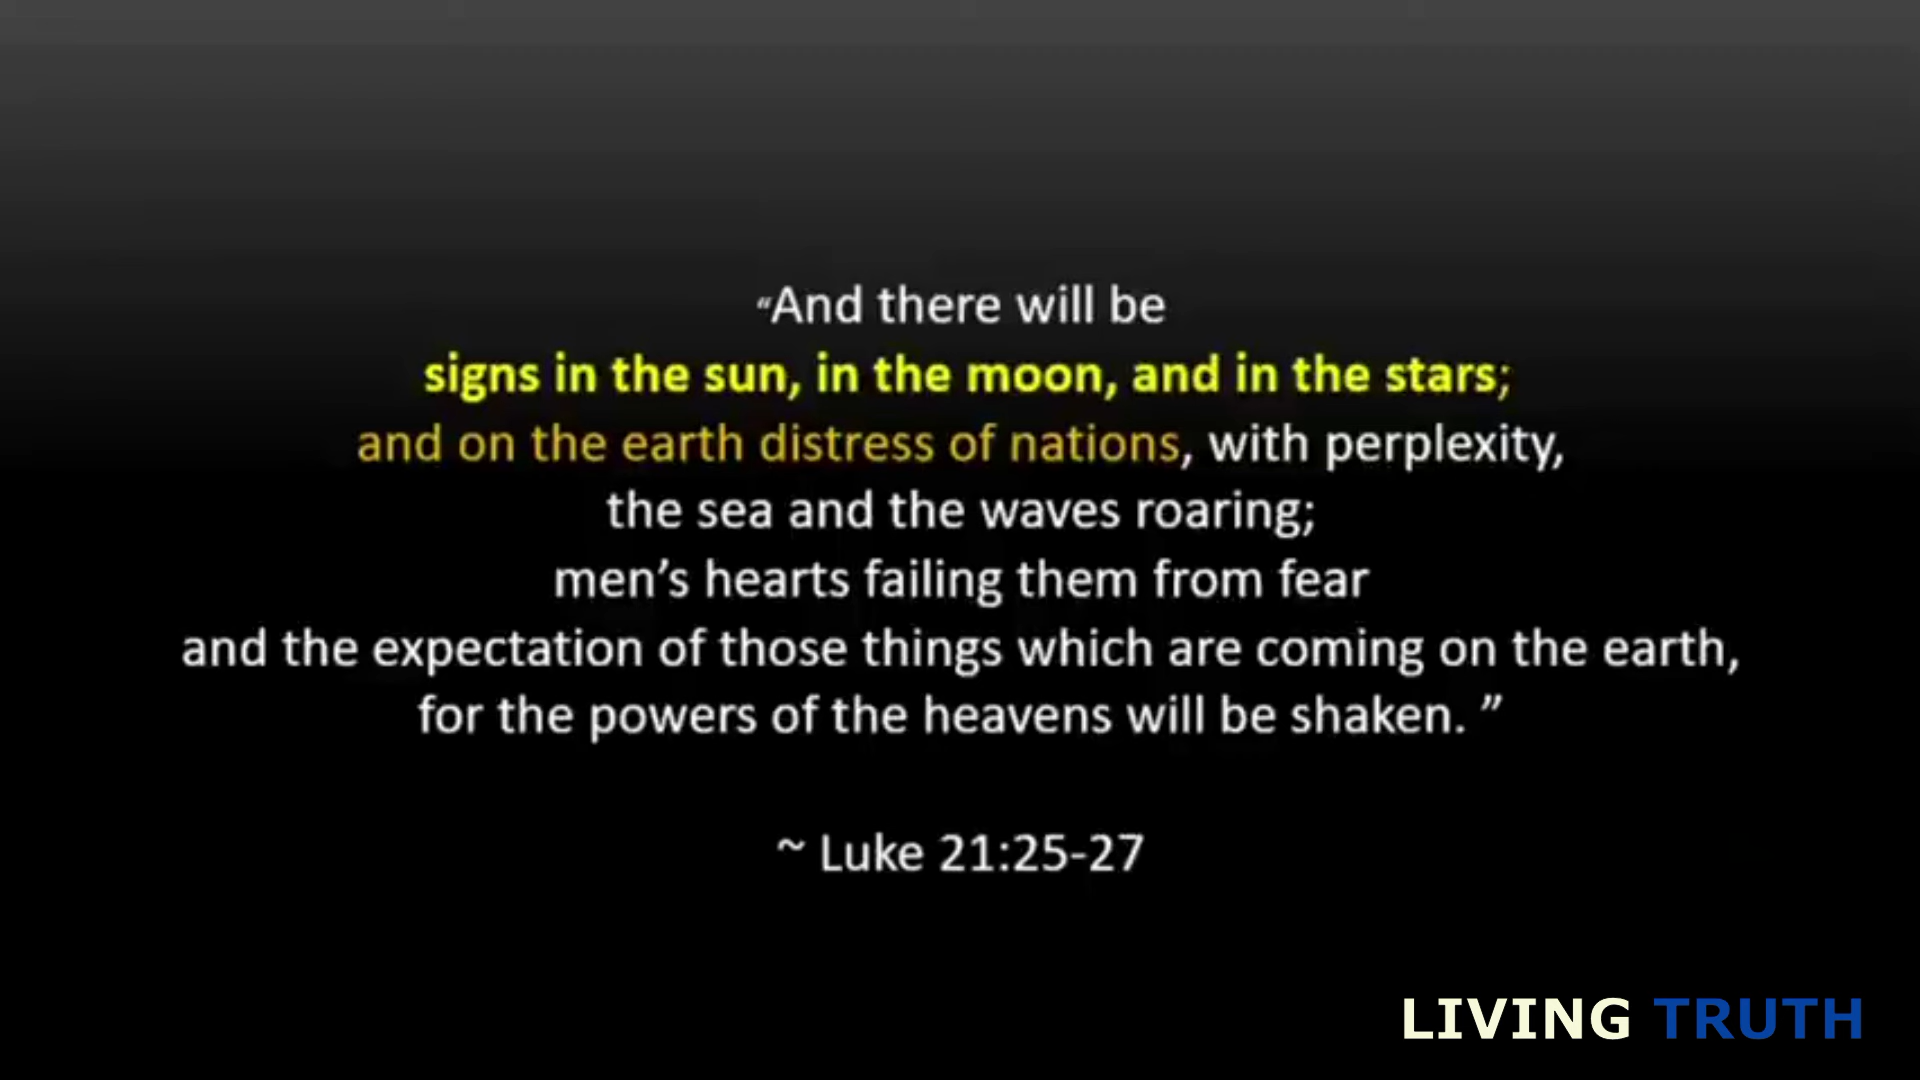 “And there will be
signs in the sun, in the moon, and in the stars;
and on the earth distress of nations, with perplexity,
the sea and the waves roaring;
men’s hearts failing them from fear
and the expectation of those things which are coming on the earth,
for the powers of the heavens will be shaken. ”
~ Luke 21:25-27
LIVING TRUTH